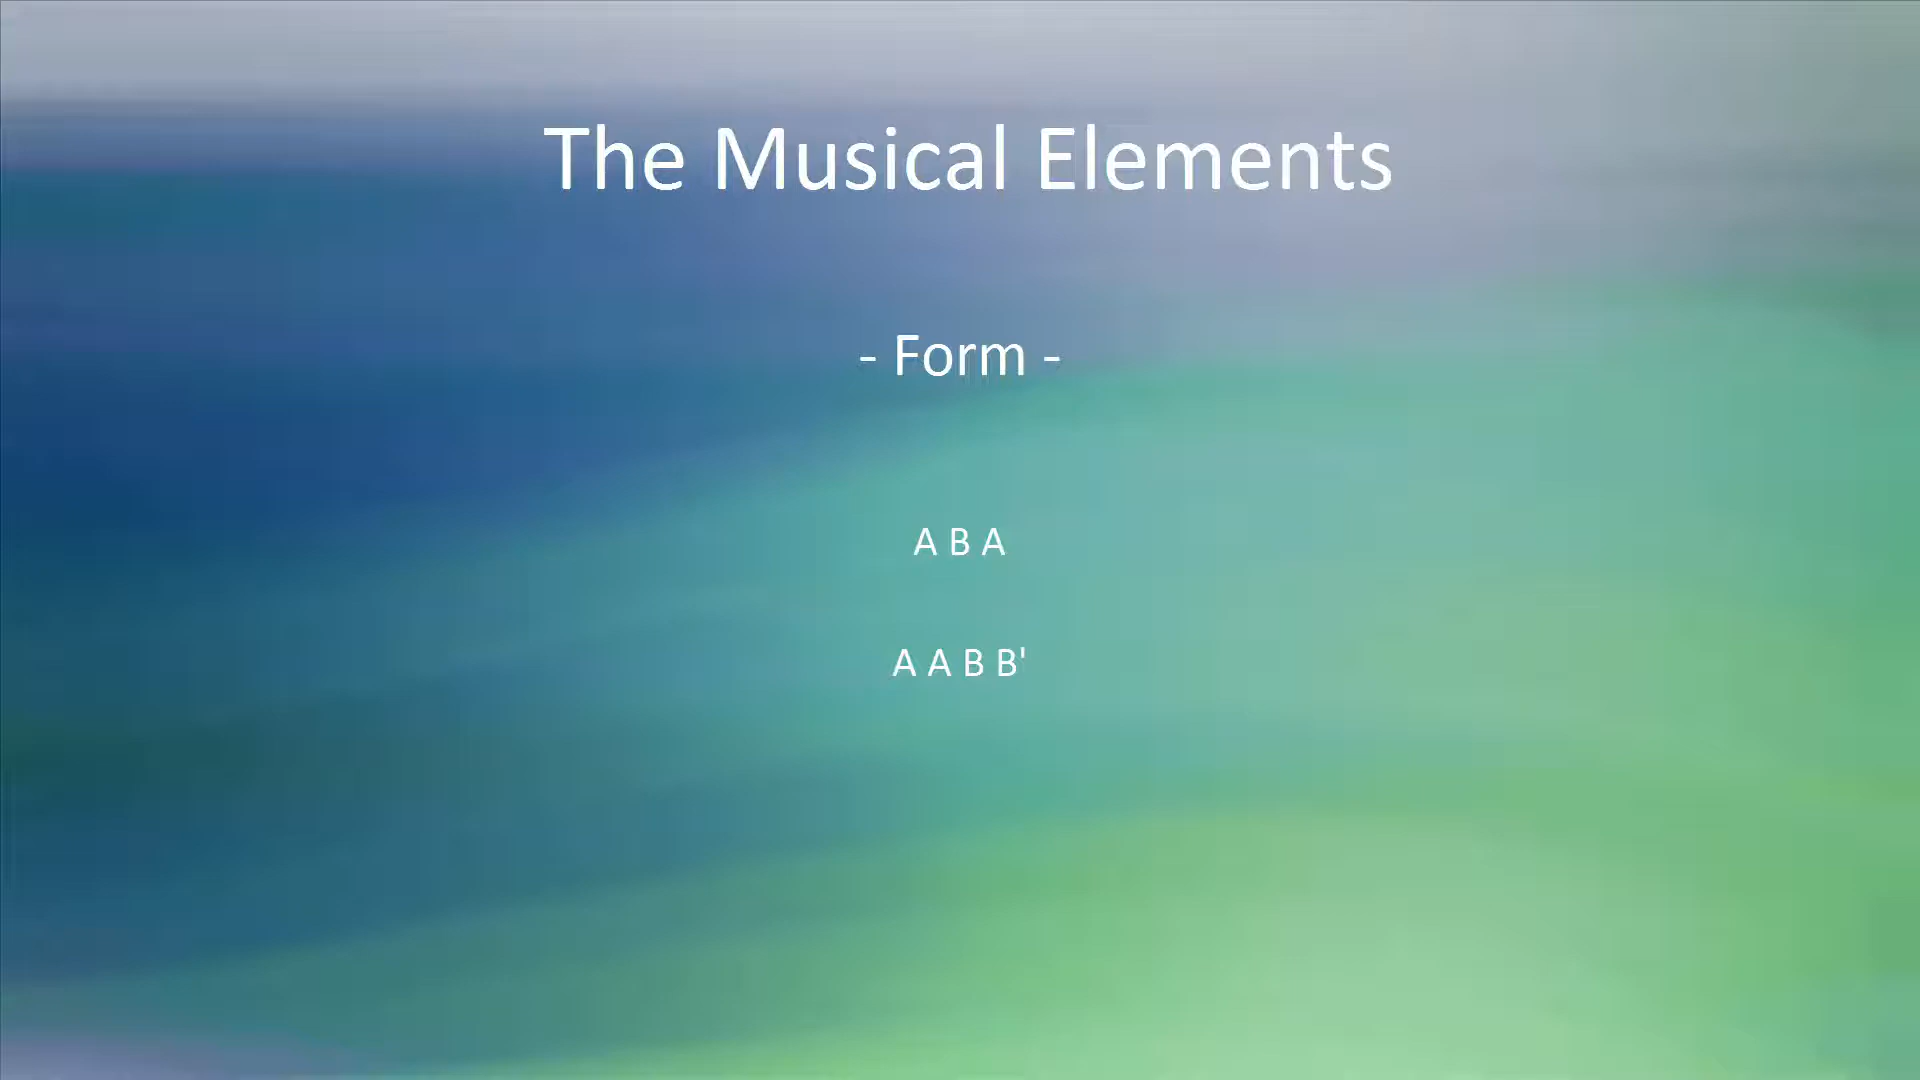 The Musical Elements
- Form -
A B A
A A B B'